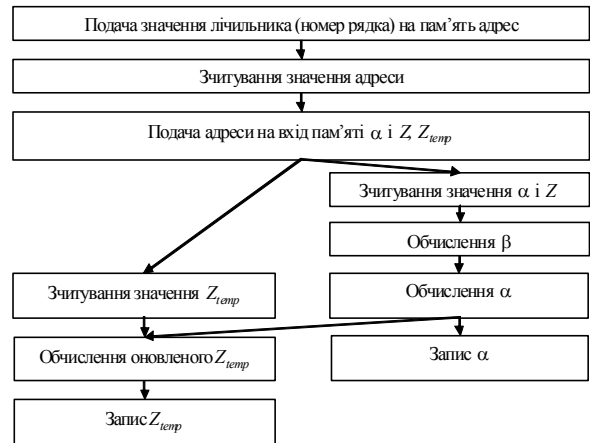 Подача значення лічильника (номер рядка) на пам’ять адрес
Зчитування значення адреси
Подача адреси на вхід пам’яті α і Z, Z_temp
Зчитування значення α і Z
Обчислення β
Зчитування значення Z_temp
Обчислення α
Обчислення оновленого Z_temp
Запис α
Запис Z_temp